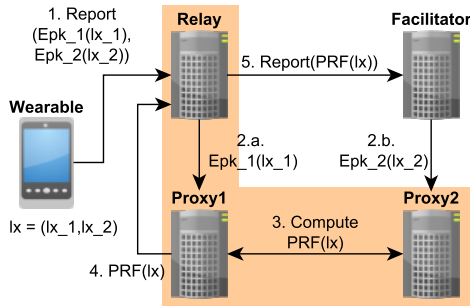 1. Report
(Epk_1(lx_1),
Epk_2(lx_2))
Relay
Facilitator
5. Report(PRF(lx))
Wearable
lx = (lx_1,lx_2)
2.a.
Epk_1(lx_1)
2.b.
Epk_2(lx_2)
Proxy1
Proxy2
3. Compute
PRF(lx)
4. PRF(lx)